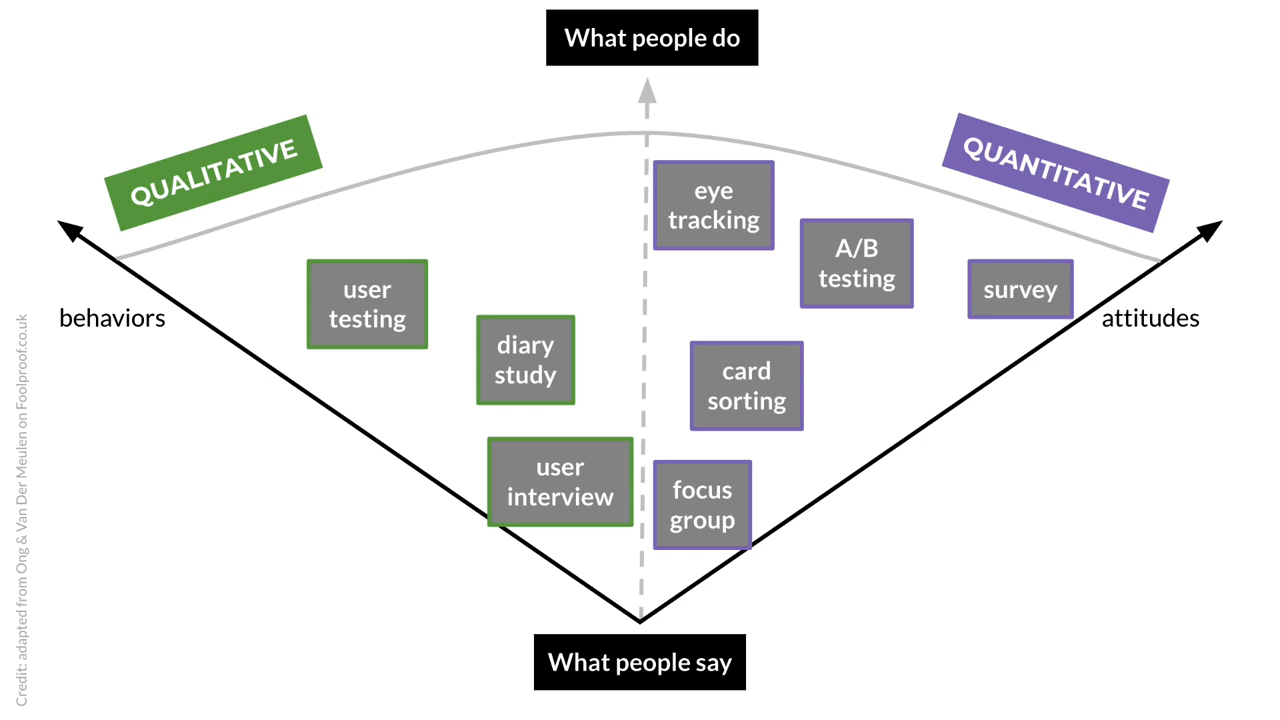 What people do
QUALITATIVE
QUANTITATIVE
eye
tracking
A/B
testing
user
testing
survey
behaviors
attitudes
diary
study
card
sorting
user
interview
focus
group
What people say
Credit: adapted from Ong & Van Der Meulen on Foolproof.co.uk